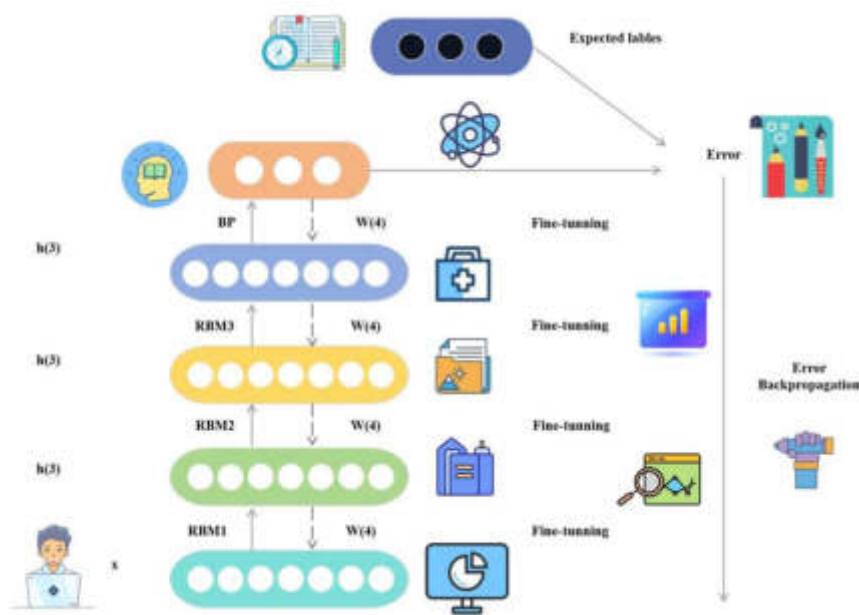 Expected lables
Error
BP
W(4)
Fine-tunning
h(3)
RBM3
W(4)
Fine-tunning
h(3)
Error
Backpropagation
RBM2
W(4)
Fine-tunning
h(3)
RBM1
W(4)
Fine-tunning
x